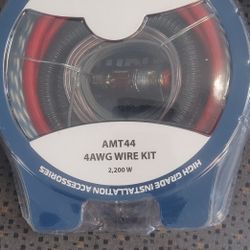 AMT44
4AWG WIRE KIT
2,200 W
HIGH GRADE INSTALLATION ACCESSORIES